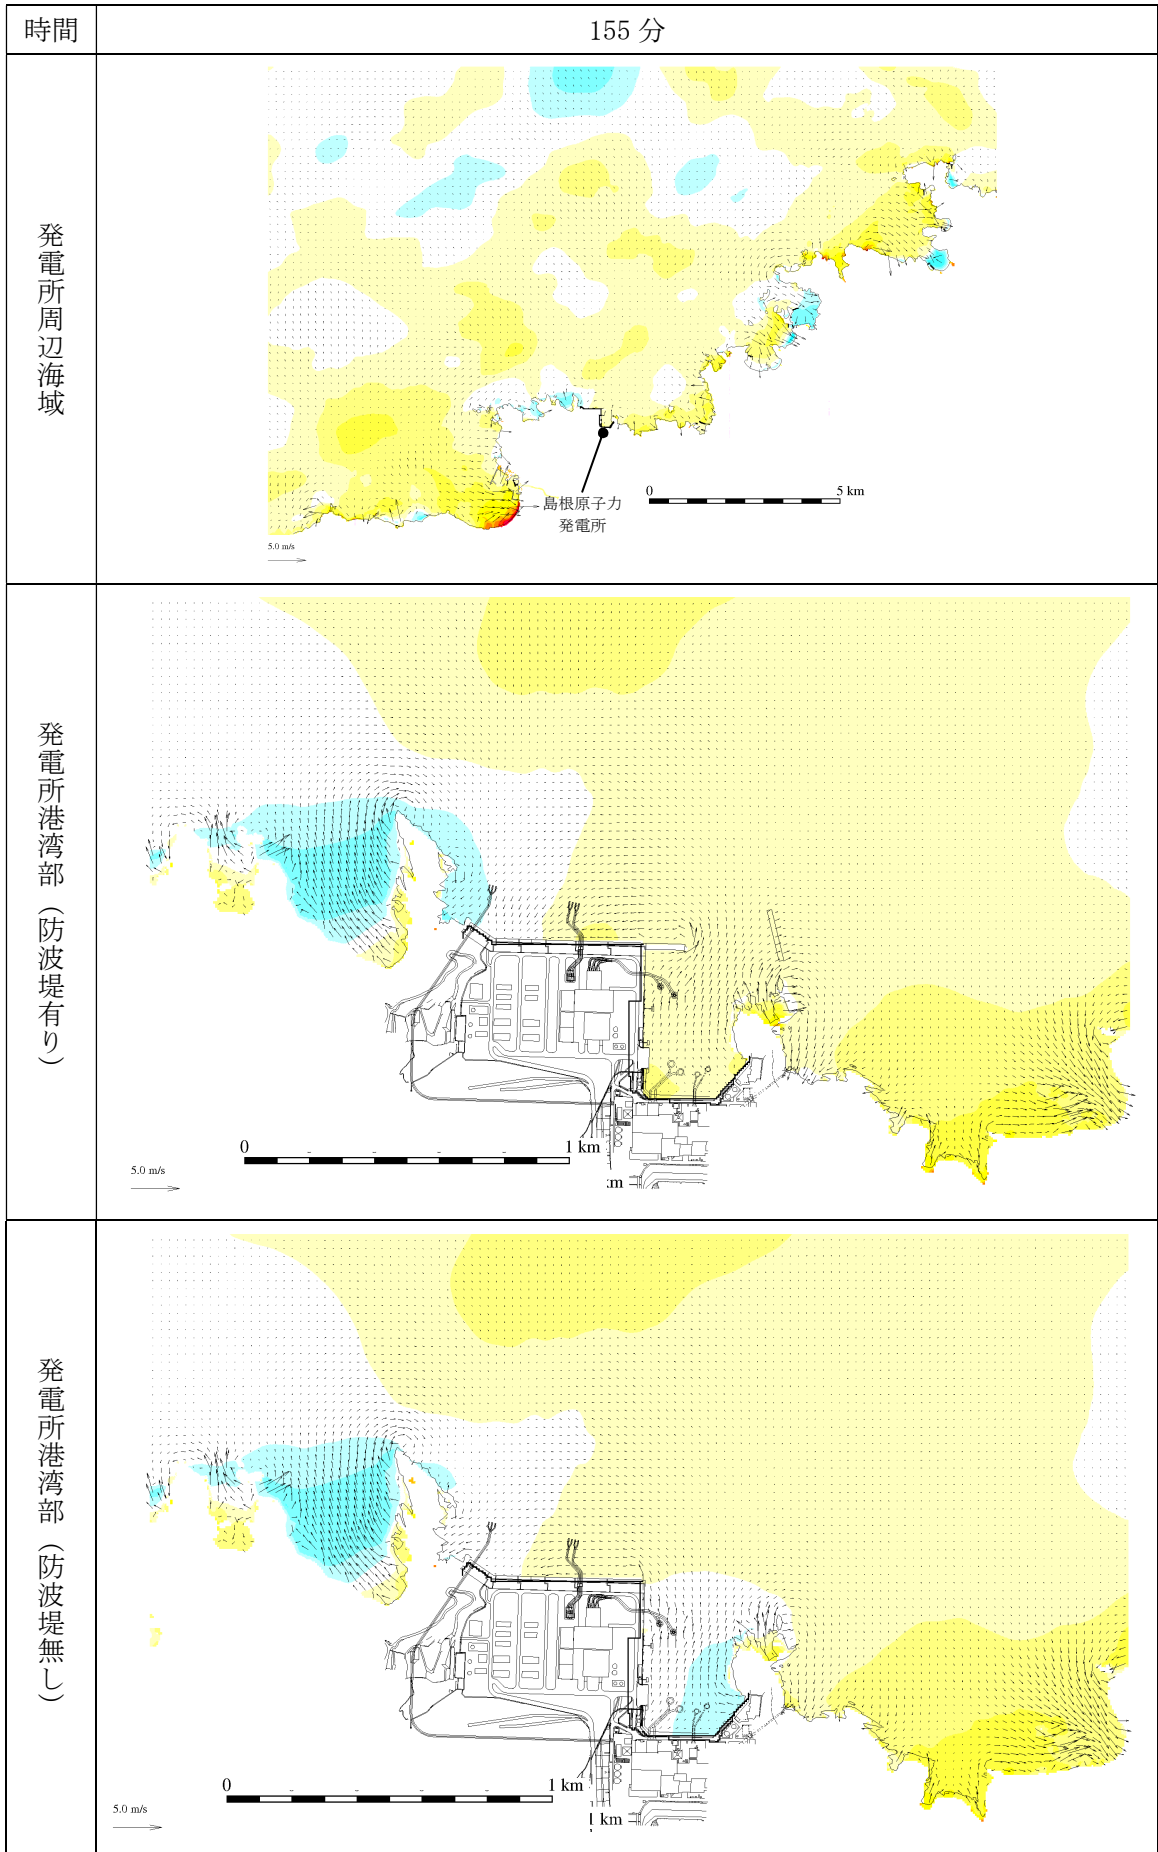 時間
155 分
発電所周辺海域
島根原子力
発電所
0
5 km
5.0 m/s
発電所港湾部（防波堤有り）
0
1 km
km
5.0 m/s
発電所港湾部（防波堤無し）
0
1 km
1 km
5.0 m/s